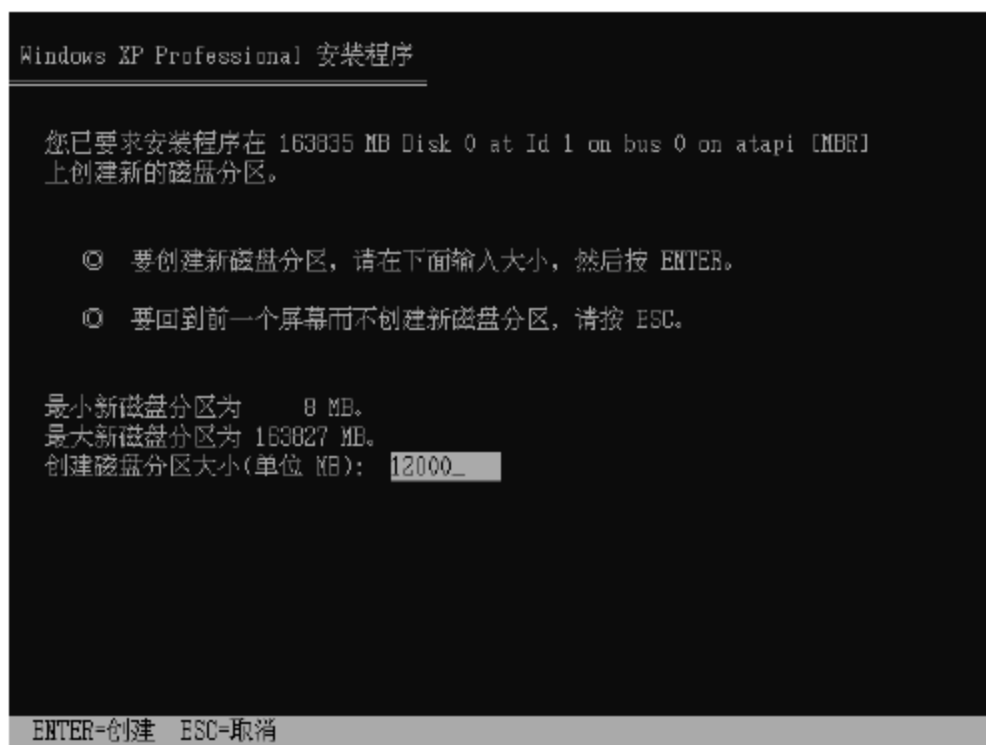 Windows XP Professional 安装程序
您已要求安装程序在 163835 MB Disk 0 at Id 1 on bus 0 on atapi [MBR]
上创建新的磁盘分区。
◎ 要创建新磁盘分区，请在下面输入大小，然后按 ENTER。
◎ 要回到前一个屏幕而不创建新磁盘分区，请按 ESC。
最小新磁盘分区为 8 MB。
最大新磁盘分区为 163827 MB。
创建磁盘分区大小(单位 MB): 12000_
ENTER=创建 ESC=取消